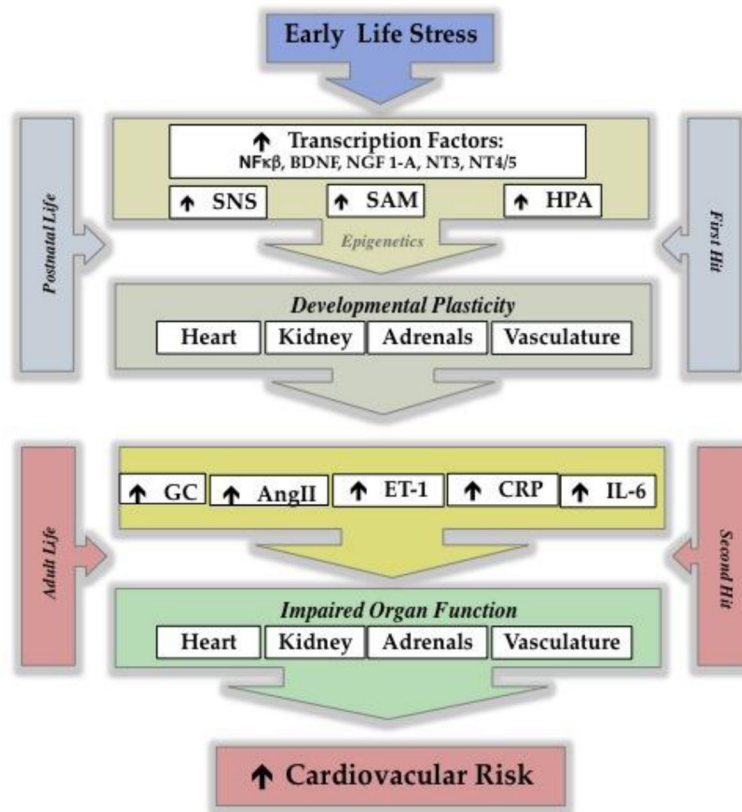 Early Life Stress
↑ Transcription Factors:
NFκβ, BDNF, NGF 1-A, NT3, NT4/5
↑ SNS
↑ SAM
↑ HPA
Epigenetics
Postnatal Life
First Hit
Developmental Plasticity
Heart
Kidney
Adrenals
Vasculature
↑ GC
↑ AngII
↑ ET-1
↑ CRP
↑ IL-6
Adult Life
Second Hit
Impaired Organ Function
Heart
Kidney
Adrenals
Vasculature
↑ Cardiovacular Risk